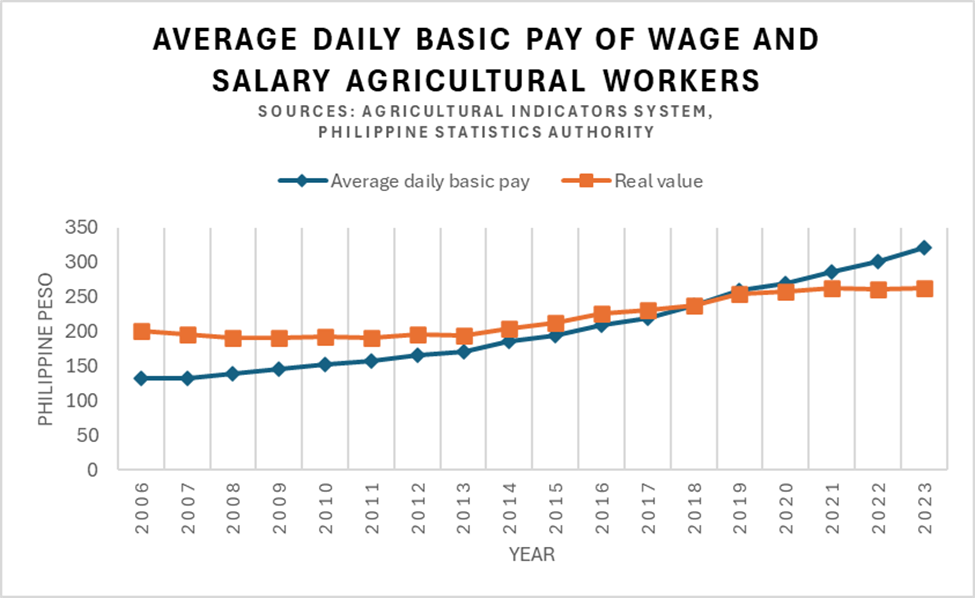 AVERAGE DAILY BASIC PAY OF WAGE AND
SALARY AGRICULTURAL WORKERS
SOURCES: AGRICULTURAL INDICATORS SYSTEM,
PHILIPPINE STATISTICS AUTHORITY
Average daily basic pay Real value
350
300
250
200
150
100
50
0
PHILIPPINE PESO
2006 2007 2008 2009 2010 2011 2012 2013 2014 2015 2016 2017 2018 2019 2020 2021 2022 2023
YEAR